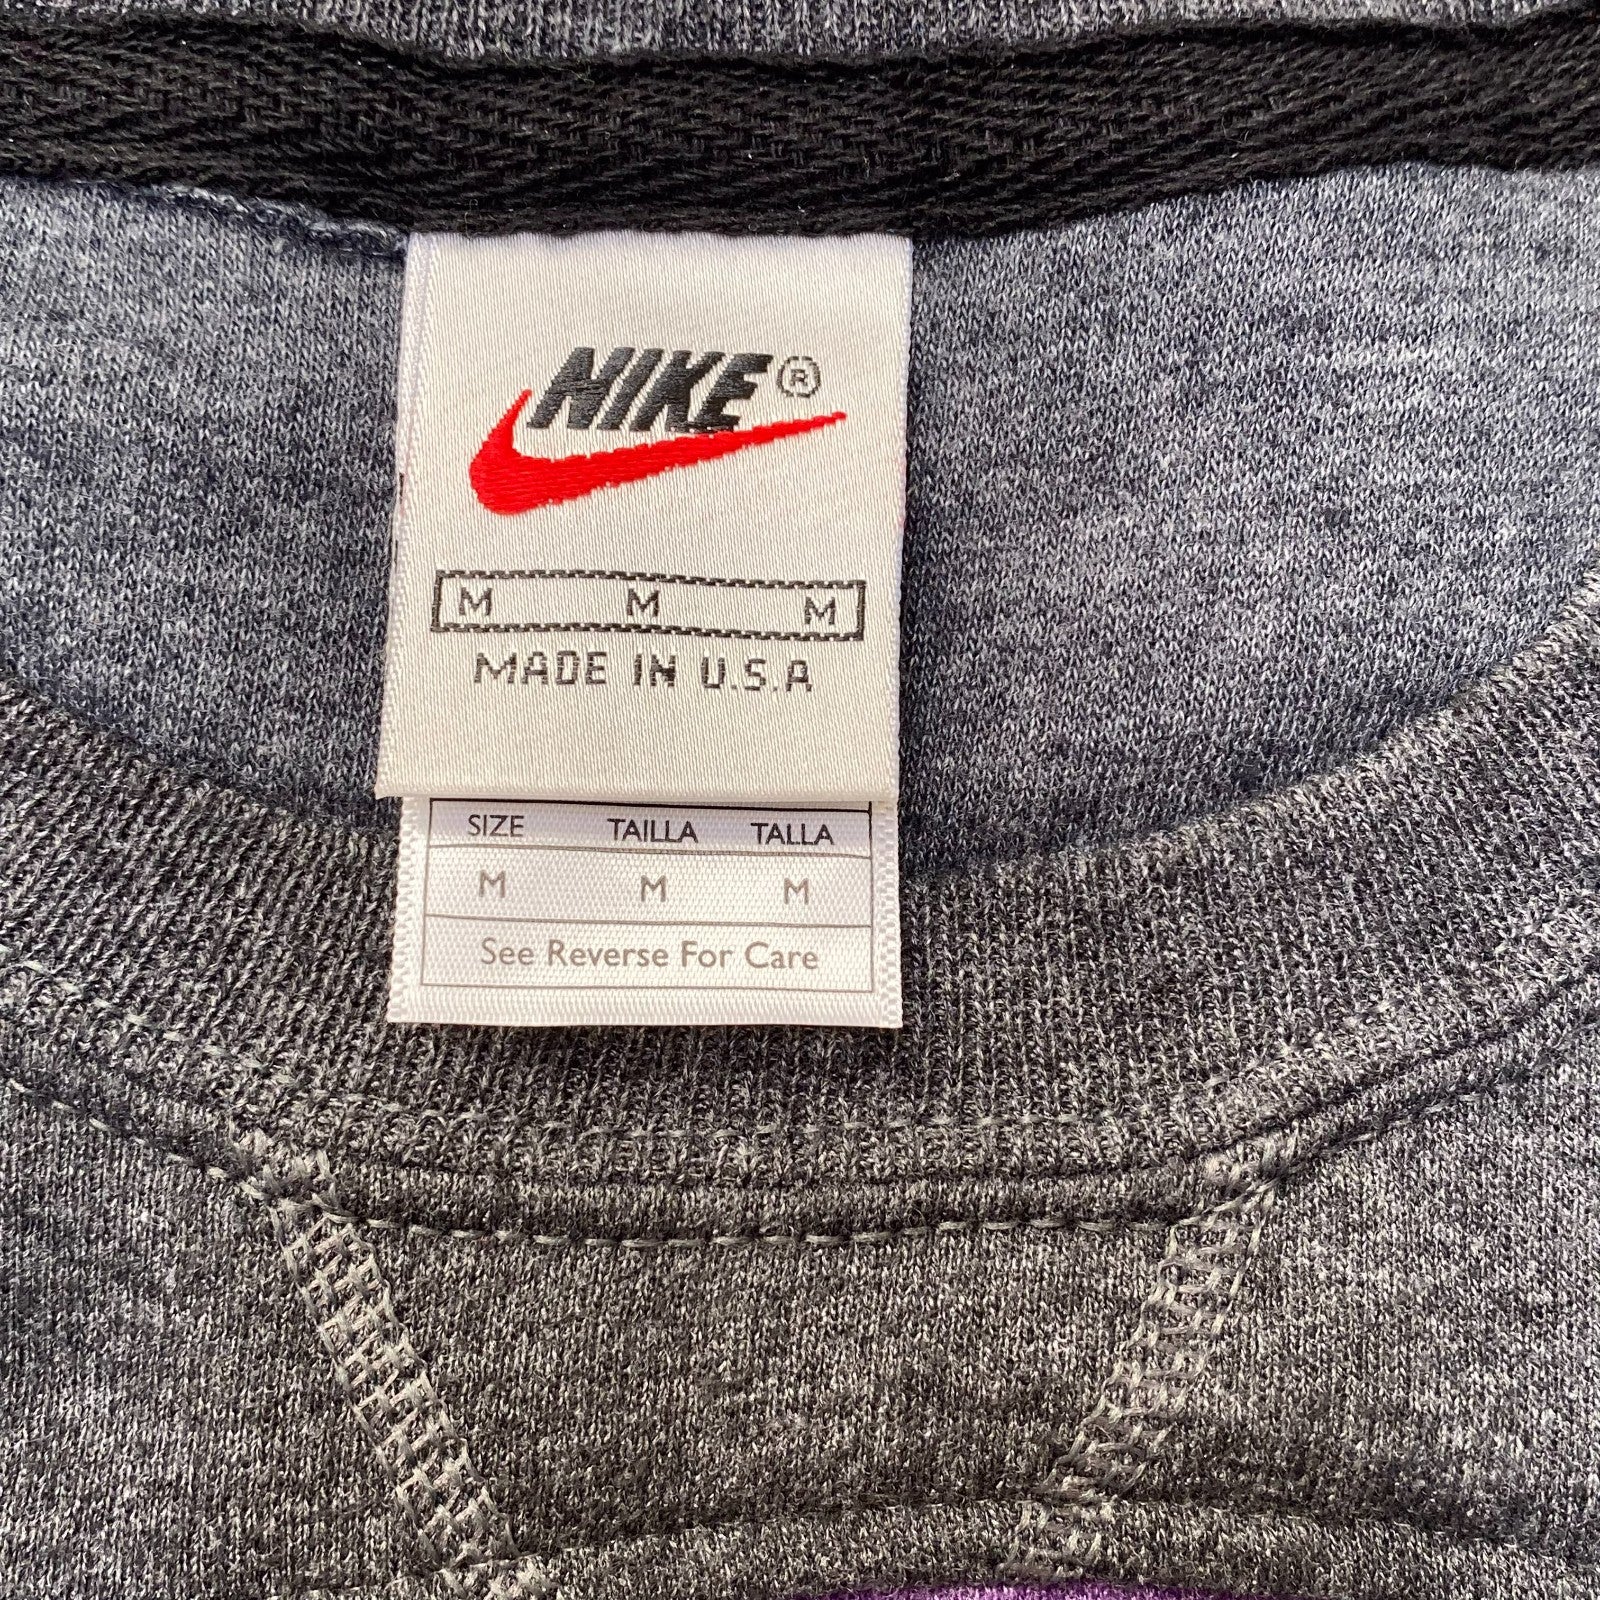 NIKE®
M M M
MADE IN U.S.A
SIZE TAILLA TALLA
M M M
See Reverse For Care